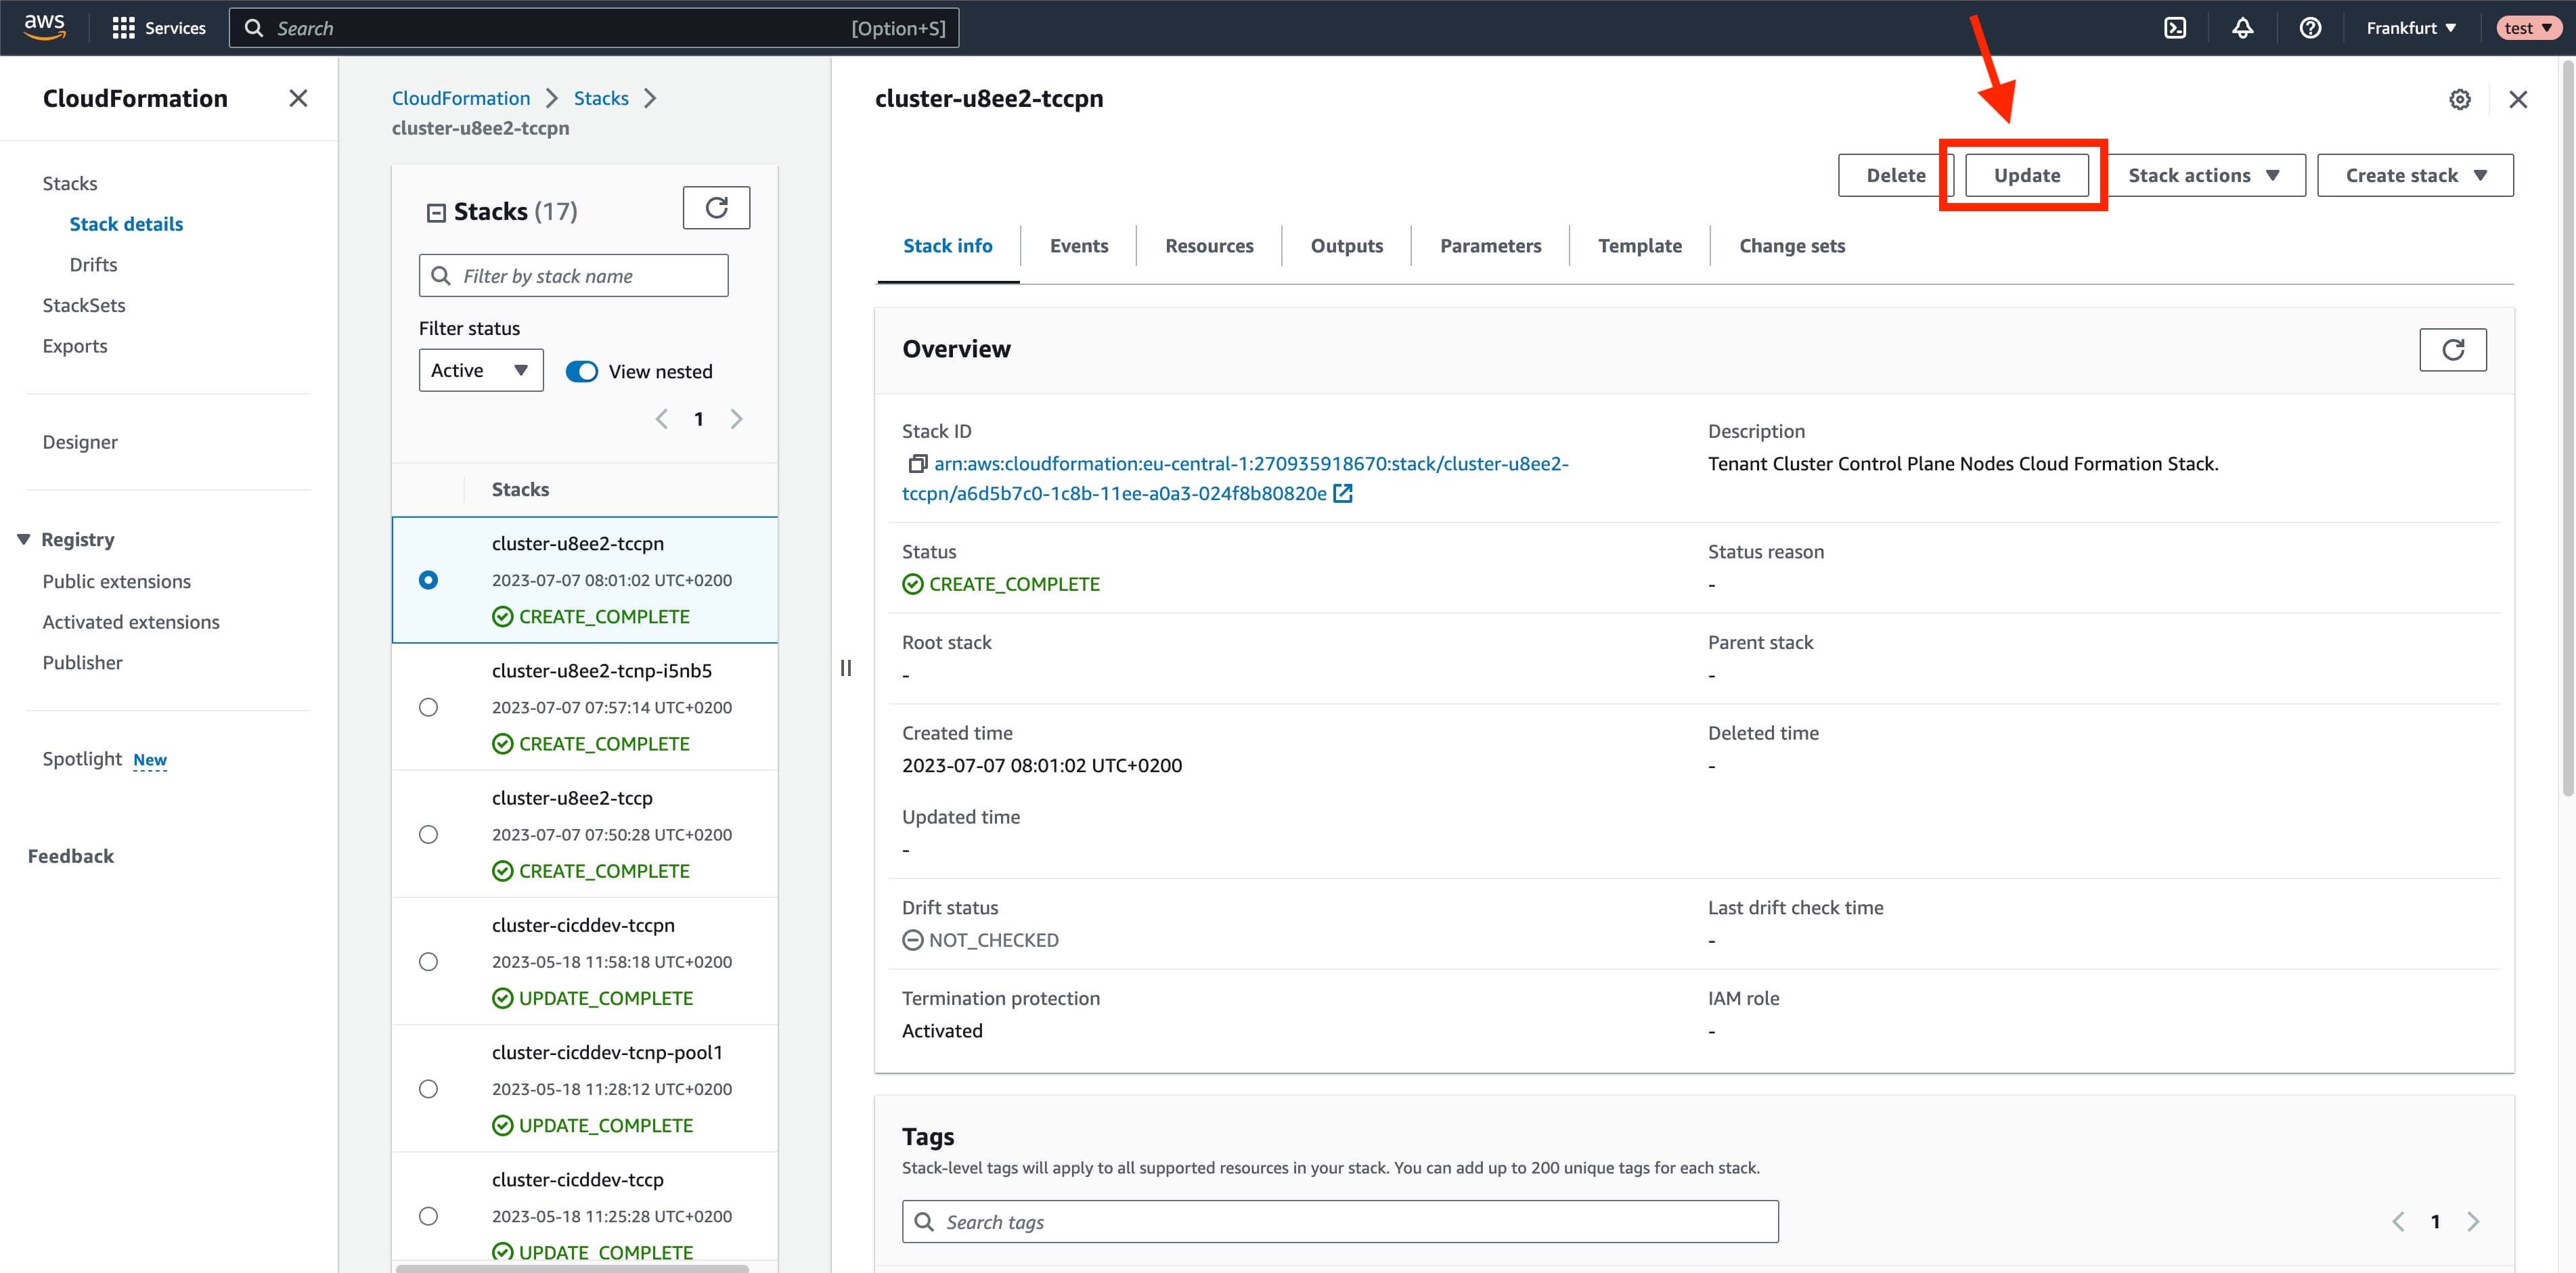 aws
Services
Search
[Option+S]
Frankfurt
test
CloudFormation
Stacks
Stack details
Drifts
StackSets
Exports
Designer
Registry
Public extensions
Activated extensions
Publisher
Spotlight New
Feedback
CloudFormation
Stacks
cluster-u8ee2-tccpn
Stacks (17)
Filter by stack name
Filter status
Active
View nested
1
Stacks
cluster-u8ee2-tccpn
2023-07-07 08:01:02 UTC+0200
CREATE_COMPLETE
cluster-u8ee2-tcnp-i5nb5
2023-07-07 07:57:14 UTC+0200
CREATE_COMPLETE
cluster-u8ee2-tccp
2023-07-07 07:50:28 UTC+0200
CREATE_COMPLETE
cluster-cicddev-tccpn
2023-05-18 11:58:18 UTC+0200
UPDATE_COMPLETE
cluster-cicddev-tcnp-pool1
2023-05-18 11:28:12 UTC+0200
UPDATE_COMPLETE
cluster-cicddev-tccp
2023-05-18 11:25:28 UTC+0200
UPDATE_COMPLETE
cluster-u8ee2-tccpn
Delete
Update
Stack actions
Create stack
Stack info
Events
Resources
Outputs
Parameters
Template
Change sets
Overview
Stack ID
arn:aws:cloudformation:eu-central-1:270935918670:stack/cluster-u8ee2-
tccpn/a6d5b7c0-1c8b-11ee-a0a3-024f8b80820e
Description
Tenant Cluster Control Plane Nodes Cloud Formation Stack.
Status
CREATE_COMPLETE
Status reason
-
Root stack
-
Parent stack
-
Created time
2023-07-07 08:01:02 UTC+0200
Deleted time
-
Updated time
-
Drift status
NOT_CHECKED
Last drift check time
-
Termination protection
Activated
IAM role
-
Tags
Stack-level tags will apply to all supported resources in your stack. You can add up to 200 unique tags for each stack.
Search tags
1